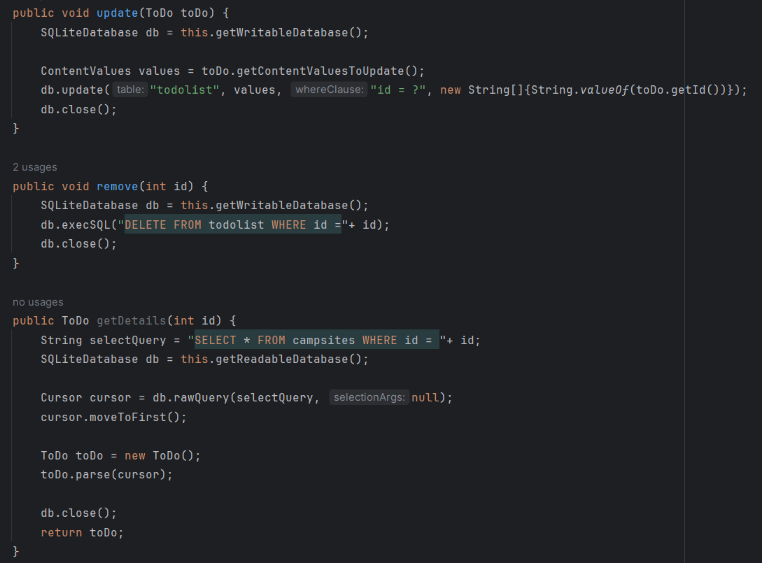 public void update(ToDo toDo) {
    SQLiteDatabase db = this.getWritableDatabase();

    ContentValues values = toDo.getContentValuesToUpdate();
    db.update( table: "todolist", values, whereClause: "id = ?", new String[]{String.valueOf(toDo.getId())});
    db.close();
}

2 usages
public void remove(int id) {
    SQLiteDatabase db = this.getWritableDatabase();
    db.execSQL("DELETE FROM todolist WHERE id ="+ id);
    db.close();
}

no usages
public ToDo getDetails(int id) {
    String selectQuery = "SELECT * FROM campsites WHERE id = "+ id;
    SQLiteDatabase db = this.getReadableDatabase();

    Cursor cursor = db.rawQuery(selectQuery, selectionArgs: null);
    cursor.moveToFirst();

    ToDo toDo = new ToDo();
    toDo.parse(cursor);

    db.close();
    return toDo;
}